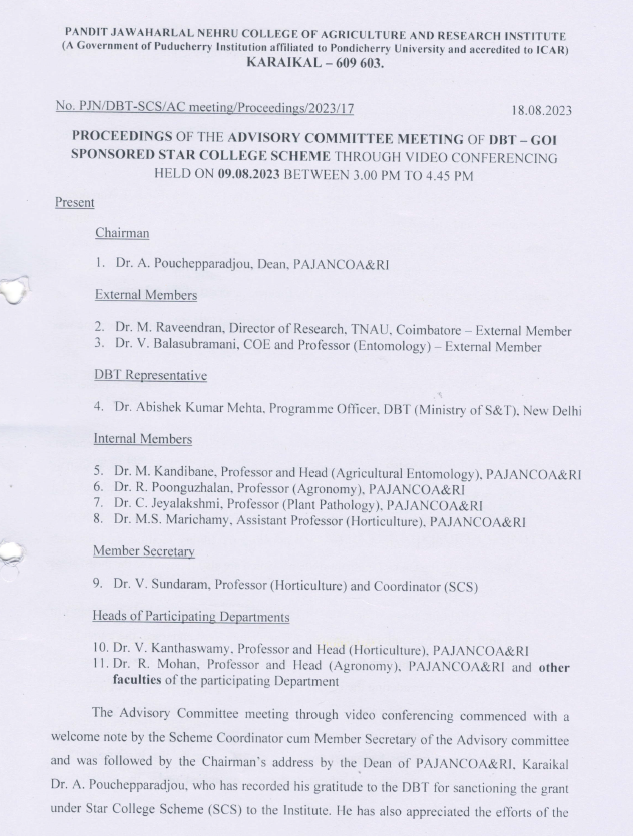 PANDIT JAWAHARLAL NEHRU COLLEGE OF AGRICULTURE AND RESEARCH INSTITUTE
(A Government of Puducherry Institution affiliated to Pondicherry University and accredited to ICAR)
KARAIKAL – 609 603.
No. PJN/DBT-SCS/AC meeting/Proceedings/2023/17 18.08.2023
PROCEEDINGS OF THE ADVISORY COMMITTEE MEETING OF DBT – GOI
SPONSORED STAR COLLEGE SCHEME THROUGH VIDEO CONFERENCING
HELD ON 09.08.2023 BETWEEN 3.00 PM TO 4.45 PM
Present
Chairman
1. Dr. A. Pouchepparadjou, Dean, PAJANCOA&RI
External Members
2. Dr. M. Raveendran, Director of Research, TNAU, Coimbatore – External Member
3. Dr. V. Balasubramani, COE and Professor (Entomology) – External Member
DBT Representative
4. Dr. Abishek Kumar Mehta, Programme Officer, DBT (Ministry of S&T), New Delhi
Internal Members
5. Dr. M. Kandibane, Professor and Head (Agricultural Entomology), PAJANCOA&RI
6. Dr. R. Poonguzhalan, Professor (Agronomy), PAJANCOA&RI
7. Dr. C. Jeyalakshmi, Professor (Plant Pathology), PAJANCOA&RI
8. Dr. M.S. Marichamy, Assistant Professor (Horticulture), PAJANCOA&RI
Member Secretary
9. Dr. V. Sundaram, Professor (Horticulture) and Coordinator (SCS)
Heads of Participating Departments
10. Dr. V. Kanthaswamy, Professor and Head (Horticulture), PAJANCOA&RI
11. Dr. R. Mohan, Professor and Head (Agronomy), PAJANCOA&RI and other
faculties of the participating Department
The Advisory Committee meeting through video conferencing commenced with a
welcome note by the Scheme Coordinator cum Member Secretary of the Advisory committee
and was followed by the Chairman's address by the Dean of PAJANCOA&RI, Karaikal
Dr. A. Pouchepparadjou, who has recorded his gratitude to the DBT for sanctioning the grant
under Star College Scheme (SCS) to the Institute. He has also appreciated the efforts of the